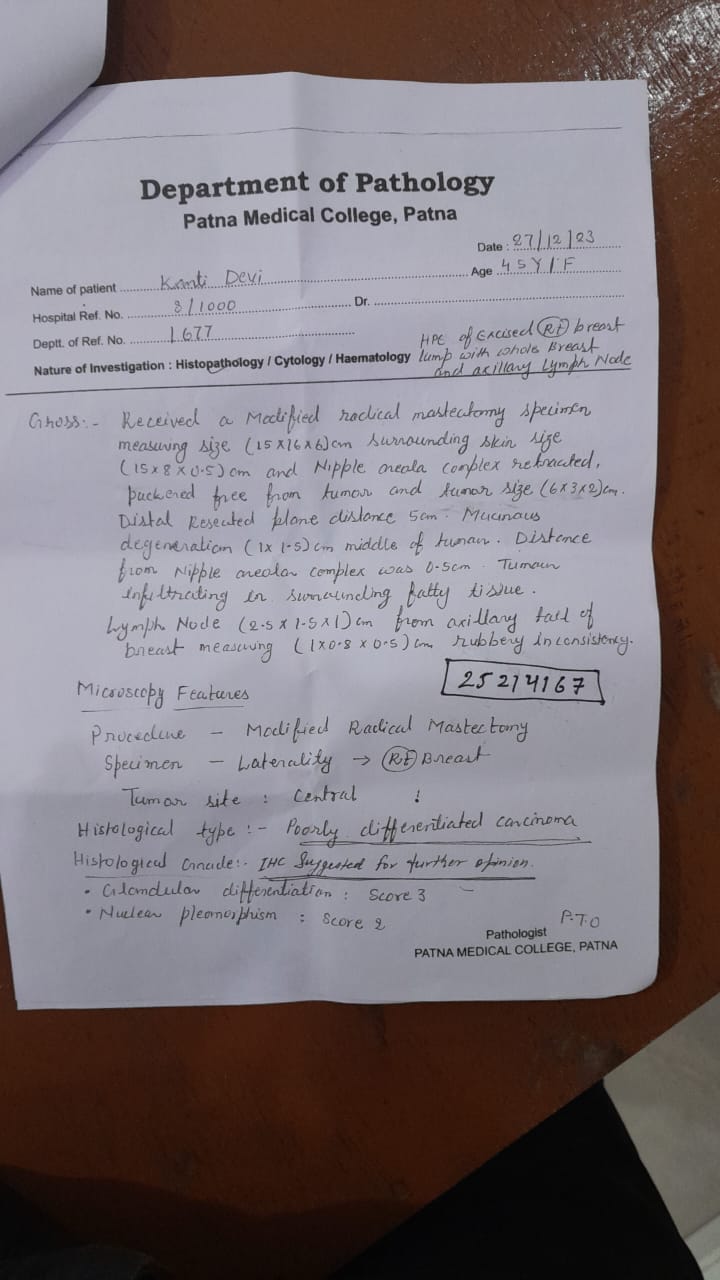 Department of Pathology
Patna Medical College, Patna
Date : 27/12/23
Name of patient Kanti Devi Age 45Y/F
Hospital Ref. No. 8/1000 Dr.
Deptt. of Ref. No. 1677
Nature of Investigation : Histopathology / Cytology / Haematology
HPE of Excised (Rt) breast
lump with whole Breast
and axillary Lymph Node
Gross:- Received a Modified radical mastectomy specimen
measuring size (15x16x6)cm surrounding skin size
(15x8x0.5)cm and Nipple areola complex retracted,
puckered free from tumor and tumar size (6x3x2)cm.
Distal Resected plane distance 5cm. Mucinous
degeneration (1x1.5)cm middle of tumar. Distance
from Nipple areolar complex was 0.5cm. Tumour
infiltrating in surrounding fatty tissue.
Lymph Node (2.5x1.5x1)cm from axillary tail of
breast measuring (1x0.8x0.5)cm rubbery in consistency.
25214167
Microscopy Features
Procedure - Modified Radical Mastectomy
Specimen - Laterality → (Rt) Breast
Tumar site : Central
Histological type :- Poorly differentiated carcinoma
Histological Grade:- IHC Suggested for further opinion.
• Glandular differentiation : Score 3
• Nuclear pleomorphism : Score 2
P.T.O
Pathologist
PATNA MEDICAL COLLEGE, PATNA